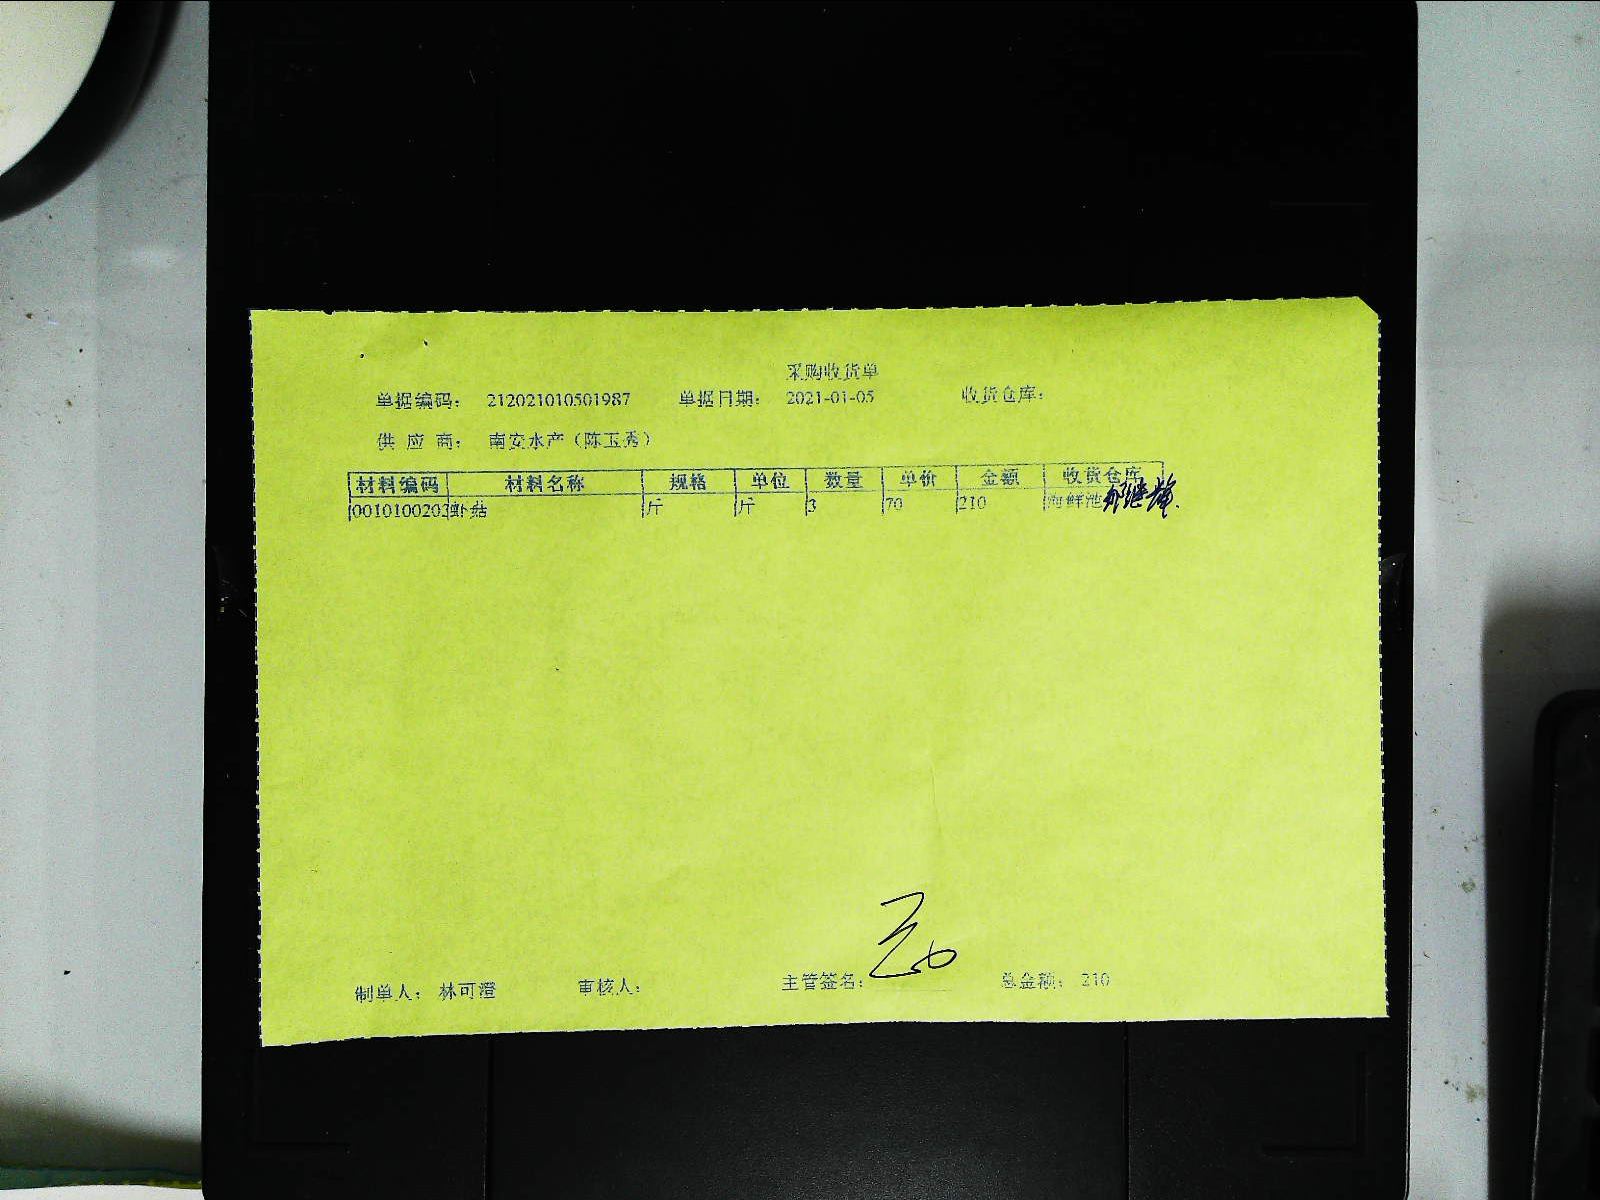 采购收货单
单据编码： 212021010501987 单据日期： 2021-01-05 收货仓库：
供 应 商： 南安水产（陈玉秀）
材料编码 材料名称 规格 单位 数量 单价 金额 收货仓库
0010100203 虾菇 斤 斤 3 70 210 海鲜池
制单人： 林可澄 审核人： 主管签名： 总金额： 210